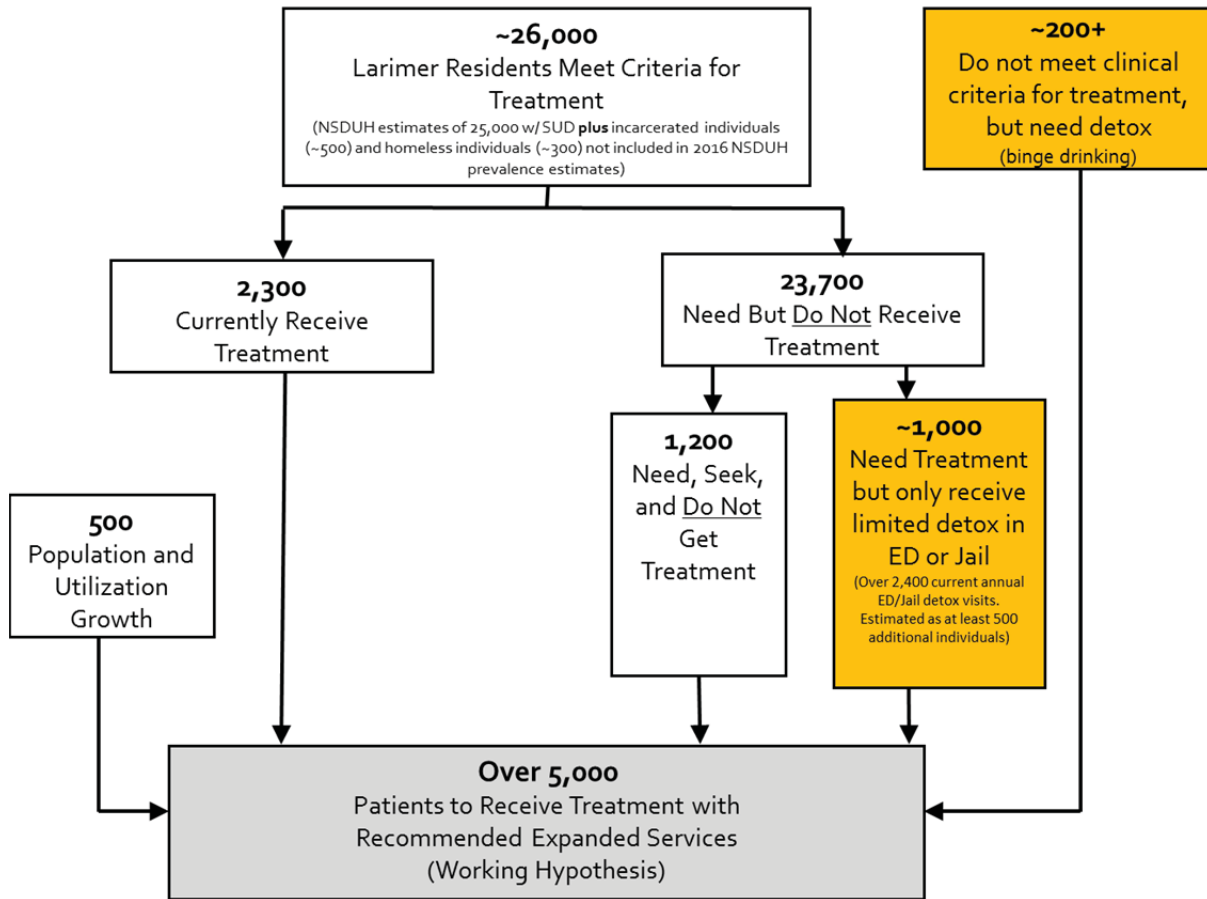 ~26,000
Larimer Residents Meet Criteria for
Treatment
(NSDUH estimates of 25,000 w/ SUD plus incarcerated individuals
(~500) and homeless individuals (~300) not included in 2016 NSDUH
prevalence estimates)
~200+
Do not meet clinical
criteria for treatment,
but need detox
(binge drinking)
2,300
Currently Receive
Treatment
23,700
Need But Do Not Receive
Treatment
1,200
Need, Seek,
and Do Not
Get
Treatment
~1,000
Need Treatment
but only receive
limited detox in
ED or Jail
(Over 2,400 current annual
ED/Jail detox visits.
Estimated as at least 500
additional individuals)
500
Population and
Utilization
Growth
Over 5,000
Patients to Receive Treatment with
Recommended Expanded Services
(Working Hypothesis)